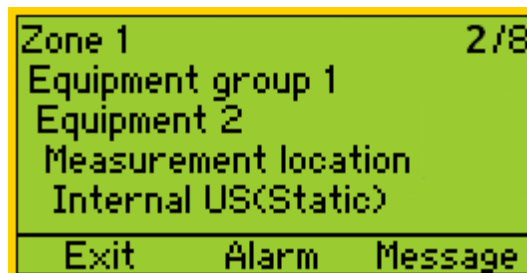 Zone 1 2/8
Equipment group 1
Equipment 2
Measurement location
Internal US(Static)
Exit Alarm Message